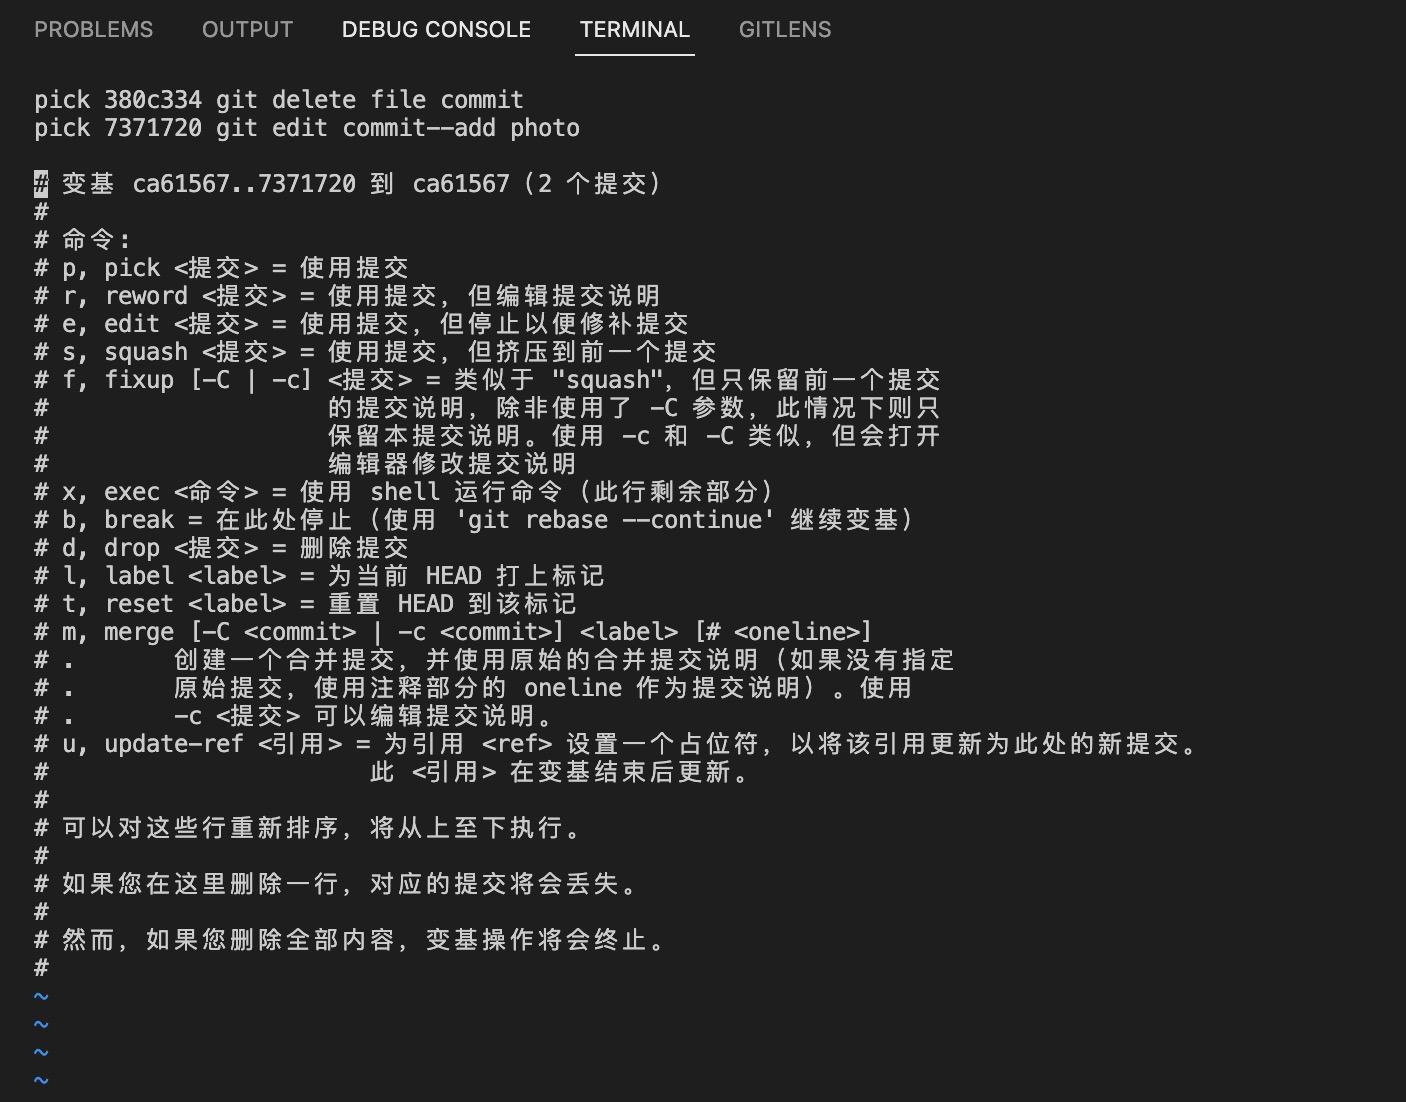 PROBLEMS OUTPUT DEBUG CONSOLE TERMINAL GITLENS
pick 380c334 git delete file commit
pick 7371720 git edit commit--add photo
# 变基 ca61567..7371720 到 ca61567（2 个提交）
#
# 命令:
# p, pick <提交> = 使用提交
# r, reword <提交> = 使用提交，但编辑提交说明
# e, edit <提交> = 使用提交，但停止以便修补提交
# s, squash <提交> = 使用提交，但挤压到前一个提交
# f, fixup [-C | -c] <提交> = 类似于 "squash"，但只保留前一个提交
# 的提交说明，除非使用了 -C 参数，此情况下则只
# 保留本提交说明。使用 -c 和 -C 类似，但会打开
# 编辑器修改提交说明
# x, exec <命令> = 使用 shell 运行命令（此行剩余部分）
# b, break = 在此处停止（使用 'git rebase --continue' 继续变基）
# d, drop <提交> = 删除提交
# l, label <label> = 为当前 HEAD 打上标记
# t, reset <label> = 重置 HEAD 到该标记
# m, merge [-C <commit> | -c <commit>] <label> [# <oneline>]
# . 创建一个合并提交，并使用原始的合并提交说明（如果没有指定
# . 原始提交，使用注释部分的 oneline 作为提交说明）。使用
# . -c <提交> 可以编辑提交说明。
# u, update-ref <引用> = 为引用 <ref> 设置一个占位符，以将该引用更新为此处的新提交。
# 此 <引用> 在变基结束后更新。
#
# 可以对这些行重新排序，将从上至下执行。
#
# 如果您在这里删除一行，对应的提交将会丢失。
#
# 然而，如果您删除全部内容，变基操作将会终止。
#
~
~
~
~